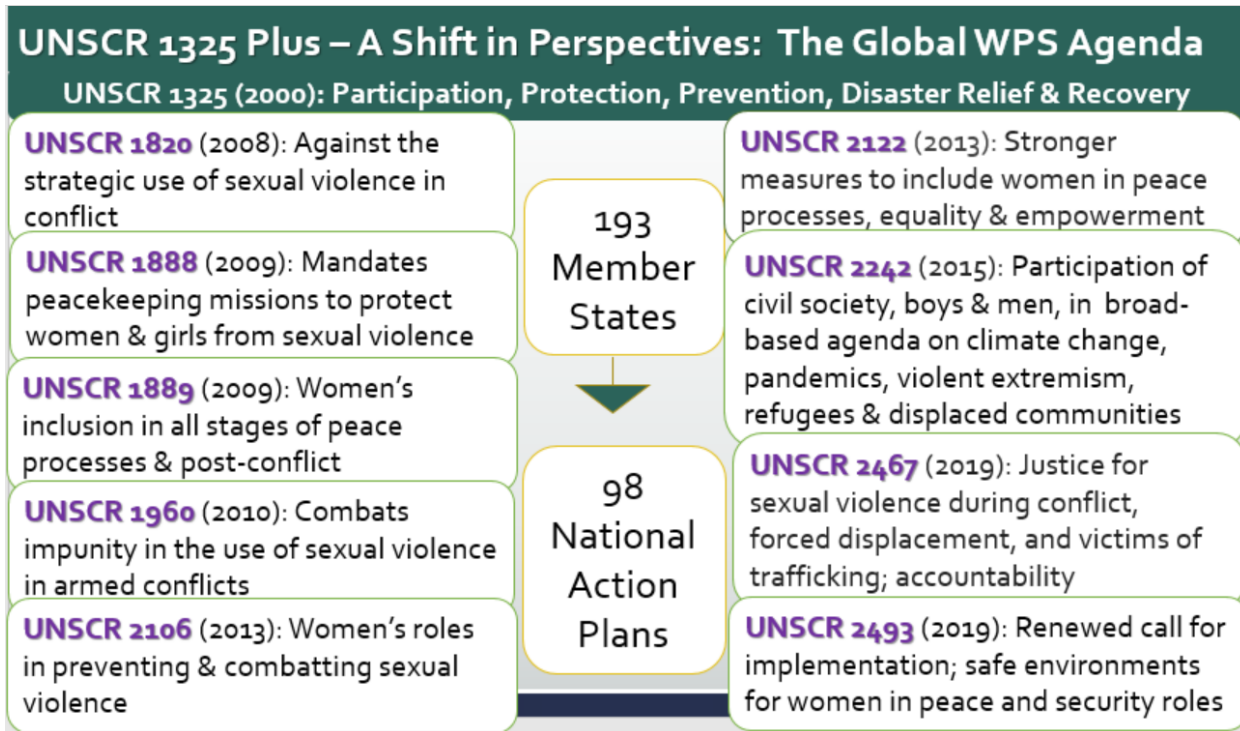 UNSCR 1325 Plus – A Shift in Perspectives: The Global WPS Agenda
UNSCR 1325 (2000): Participation, Protection, Prevention, Disaster Relief & Recovery
UNSCR 1820 (2008): Against the
strategic use of sexual violence in
conflict
UNSCR 1888 (2009): Mandates
peacekeeping missions to protect
women & girls from sexual violence
UNSCR 1889 (2009): Women’s
inclusion in all stages of peace
processes & post-conflict
UNSCR 1960 (2010): Combats
impunity in the use of sexual violence
in armed conflicts
UNSCR 2106 (2013): Women’s roles
in preventing & combatting sexual
violence
193
Member
States
98
National
Action
Plans
UNSCR 2122 (2013): Stronger
measures to include women in peace
processes, equality & empowerment
UNSCR 2242 (2015): Participation of
civil society, boys & men, in broad-
based agenda on climate change,
pandemics, violent extremism,
refugees & displaced communities
UNSCR 2467 (2019): Justice for
sexual violence during conflict,
forced displacement, and victims of
trafficking; accountability
UNSCR 2493 (2019): Renewed call for
implementation; safe environments
for women in peace and security roles